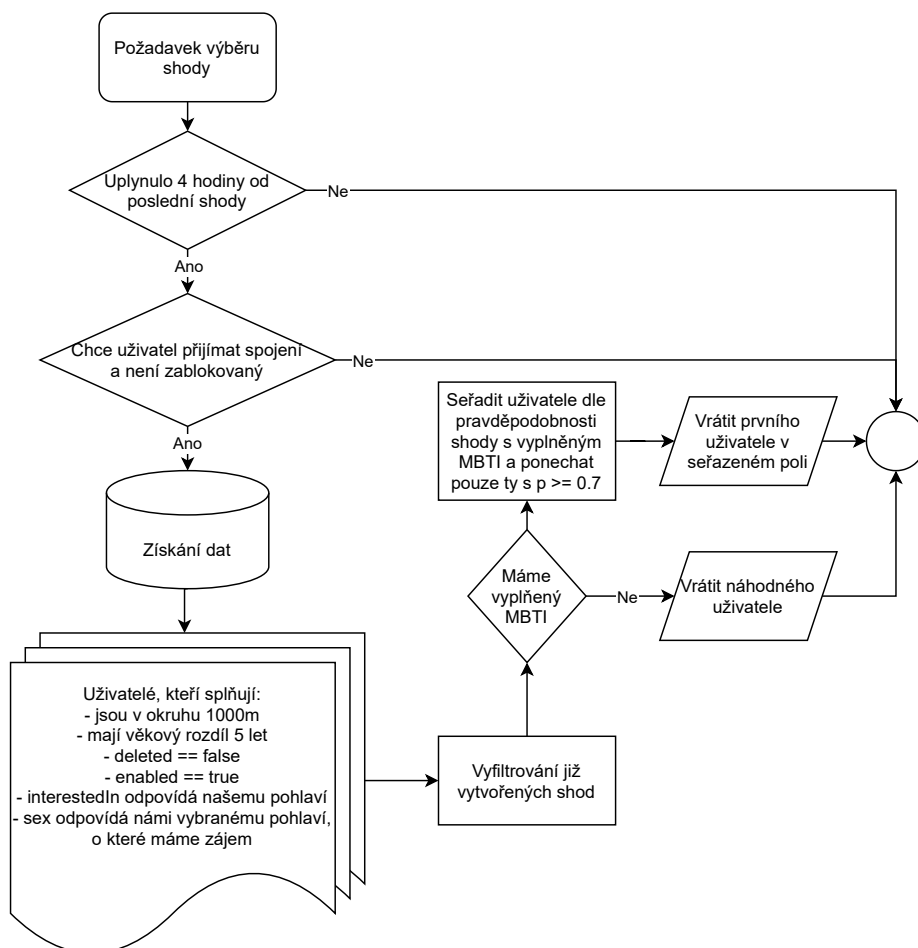 Požadavek výběru
shody
Uplynulo 4 hodiny od
poslední shody
Ne
Ano
Chce uživatel přijímat spojení
a není zablokovaný
Ne
Ano
Získání dat
Uživatelé, kteří splňují:
- jsou v okruhu 1000m
- mají věkový rozdíl 5 let
- deleted == false
- enabled == true
- interestedIn odpovídá našemu pohlaví
- sex odpovídá námi vybranému pohlaví,
o které máme zájem
Vyfiltrování již
vytvořených shod
Máme
vyplňený
MBTI
Ne
Seřadit uživatele dle
pravděpodobnosti
shody s vyplněným
MBTI a ponechat
pouze ty s p >= 0.7
Vrátit prvního
uživatele v
seřazeném poli
Vrátit náhodného
uživatele